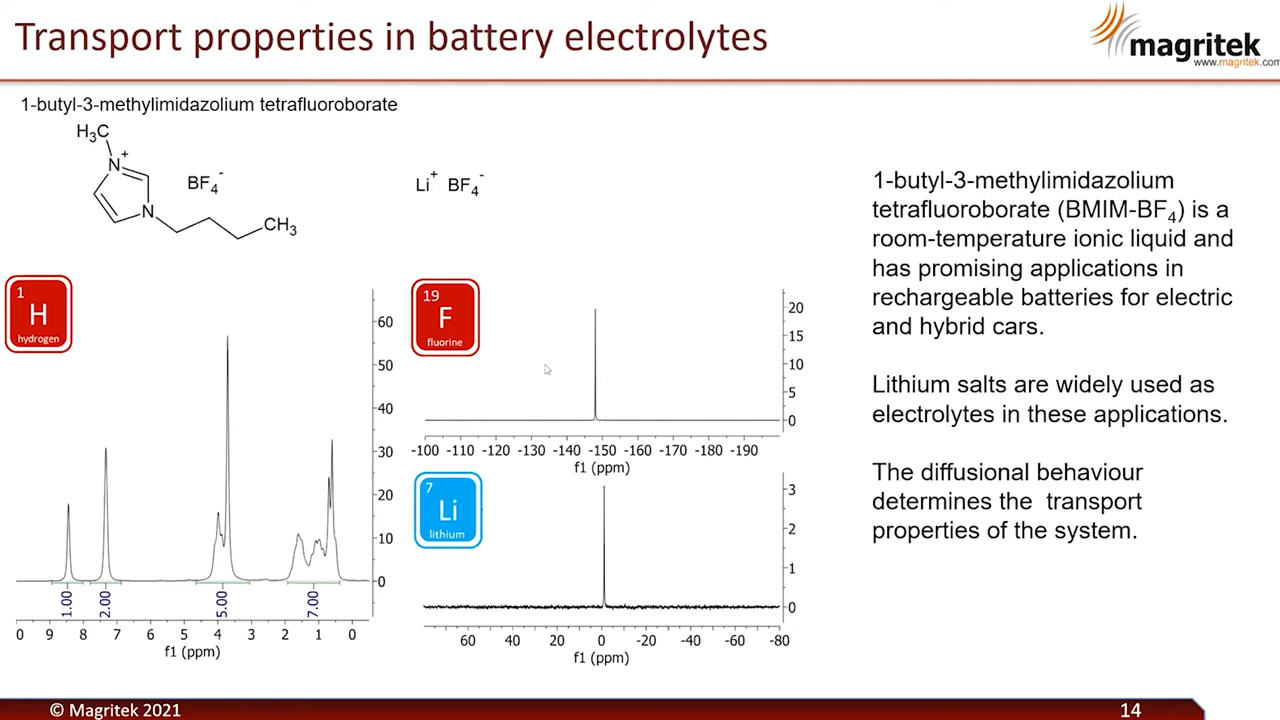 Transport properties in battery electrolytes
magritek
www.magritek.com
1-butyl-3-methylimidazolium tetrafluoroborate
H3C
N+
BF4-
N
CH3
Li+ BF4-
1-butyl-3-methylimidazolium
tetrafluoroborate (BMIM-BF4) is a
room-temperature ionic liquid and
has promising applications in
rechargeable batteries for electric
and hybrid cars.
Lithium salts are widely used as
electrolytes in these applications.
The diffusional behaviour
determines the transport
properties of the system.
1
H
hydrogen
60
50
40
30
20
10
0
1.00
2.00
5.00
7.00
0 9 8 7 6 5 4 3 2 1 0
f1 (ppm)
19
F
fluorine
20
15
10
5
0
-100 -110 -120 -130 -140 -150 -160 -170 -180 -190
f1 (ppm)
7
Li
lithium
3
2
1
0
60 40 20 0 -20 -40 -60 -80
f1 (ppm)
© Magritek 2021
14